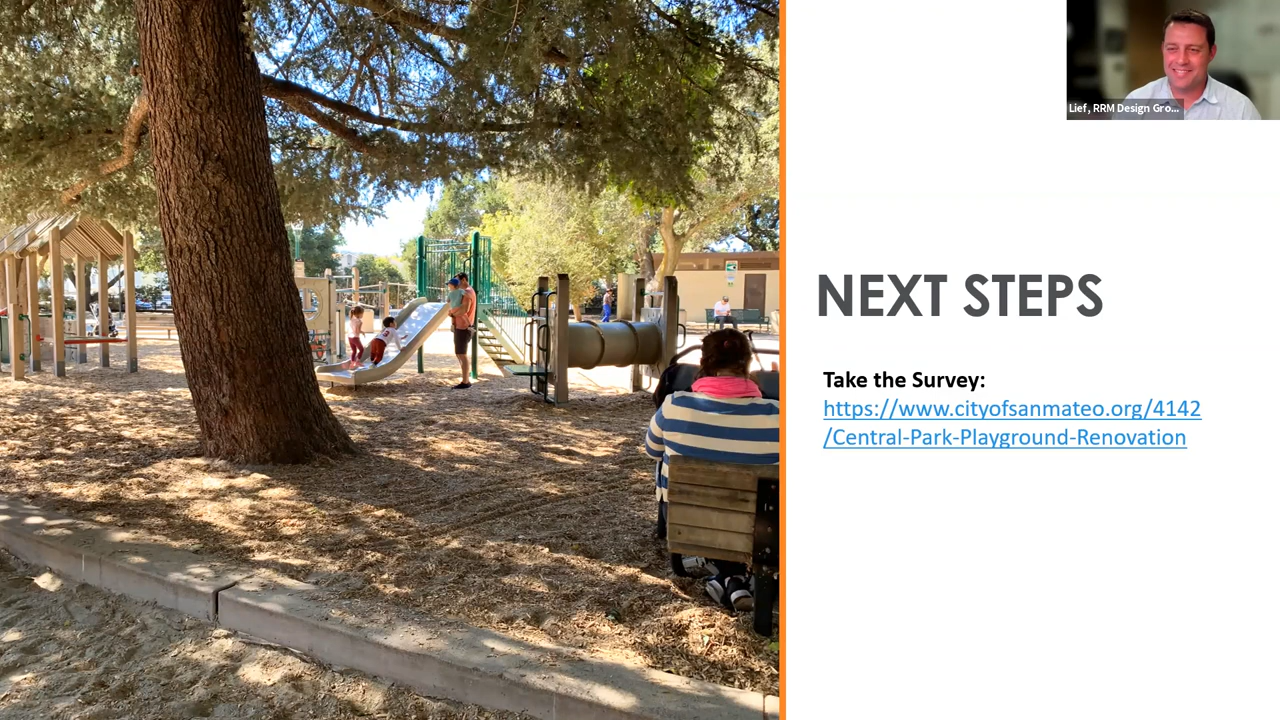 Lief, RRM Design Gro...
NEXT STEPS
Take the Survey:
https://www.cityofsanmateo.org/4142
/Central-Park-Playground-Renovation